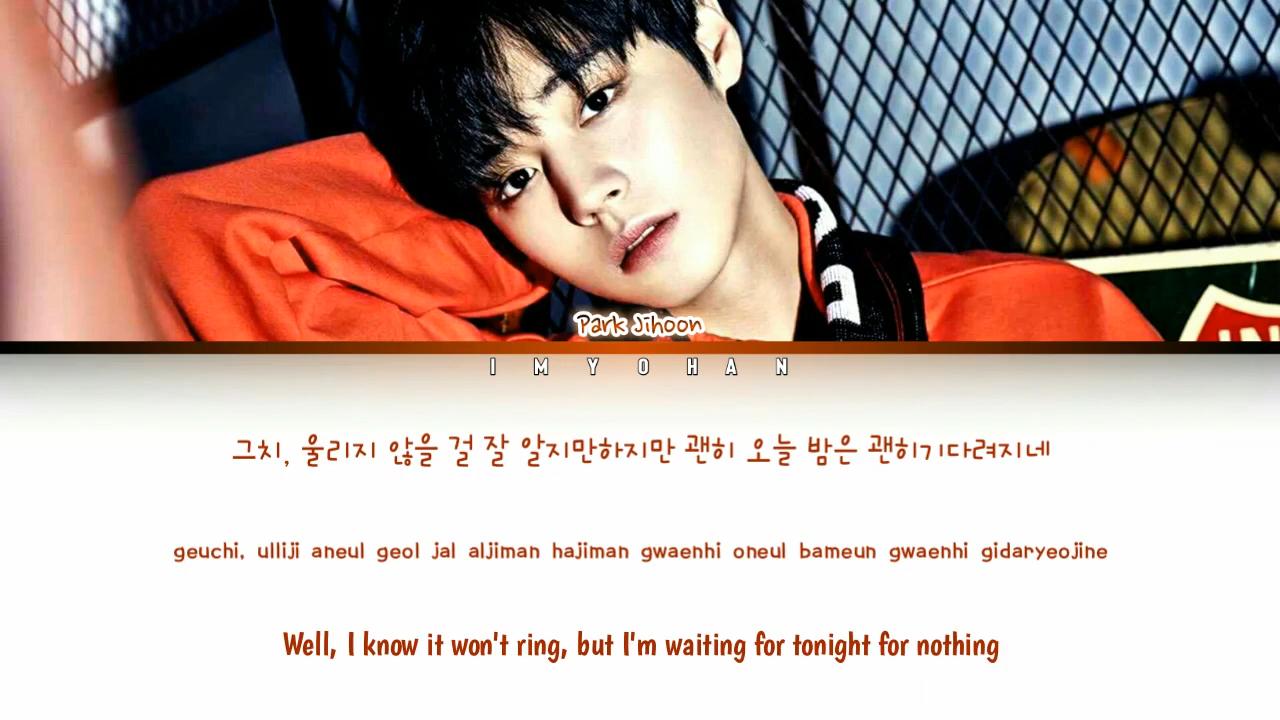 Park Jihoon
I M Y O H A N
그치, 울리지 않을 걸 잘 알지만하지만 괜히 오늘 밤은 괜히기다려지네
geuchi, ulliji aneul geol jal aljiman hajiman gwaenhi oneul bameun gwaenhi gidaryeojine
Well, I know it won't ring, but I'm waiting for tonight for nothing